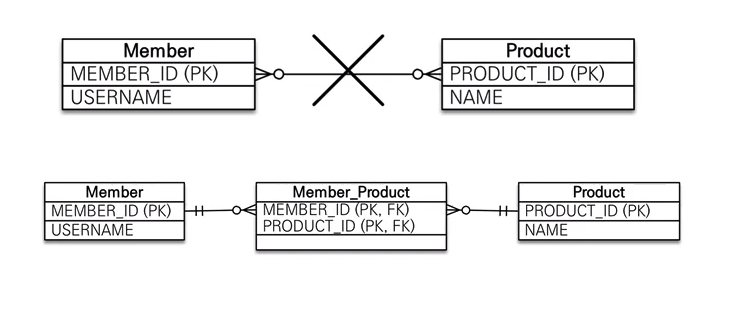 Member
MEMBER_ID (PK)
USERNAME
Product
PRODUCT_ID (PK)
NAME
Member
MEMBER_ID (PK)
USERNAME
Member_Product
MEMBER_ID (PK, FK)
PRODUCT_ID (PK, FK)
Product
PRODUCT_ID (PK)
NAME